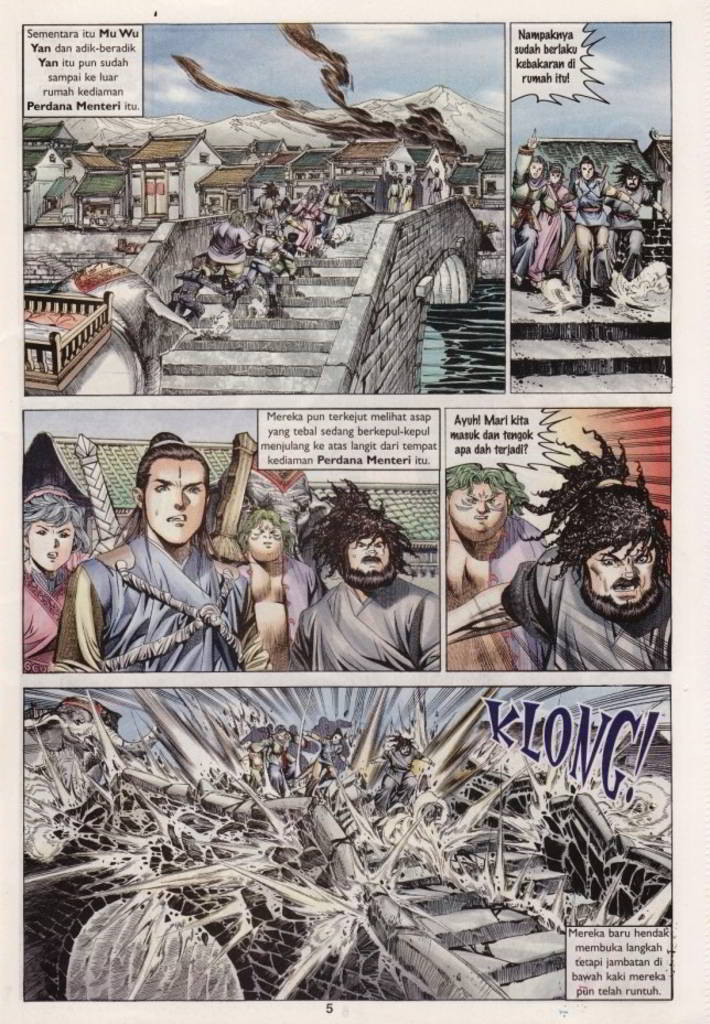 Sementara itu Mu Wu
Yan dan adik-beradik
Yan itu pun sudah
sampai ke luar
rumah kediaman
Perdana Menteri itu.
Nampaknya
sudah berlaku
kebakaran di
rumah itu!
Mereka pun terkejut melihat asap
yang tebal sedang berkepul-kepul
menjulang ke atas langit dari tempat
kediaman Perdana Menteri itu.
Ayuh! Mari kita
masuk dan tengok
apa dah terjadi?
KLONG!
Mereka baru hendak
membuka langkah
tetapi jambatan di
bawah kaki mereka
pun telah runtuh.
5